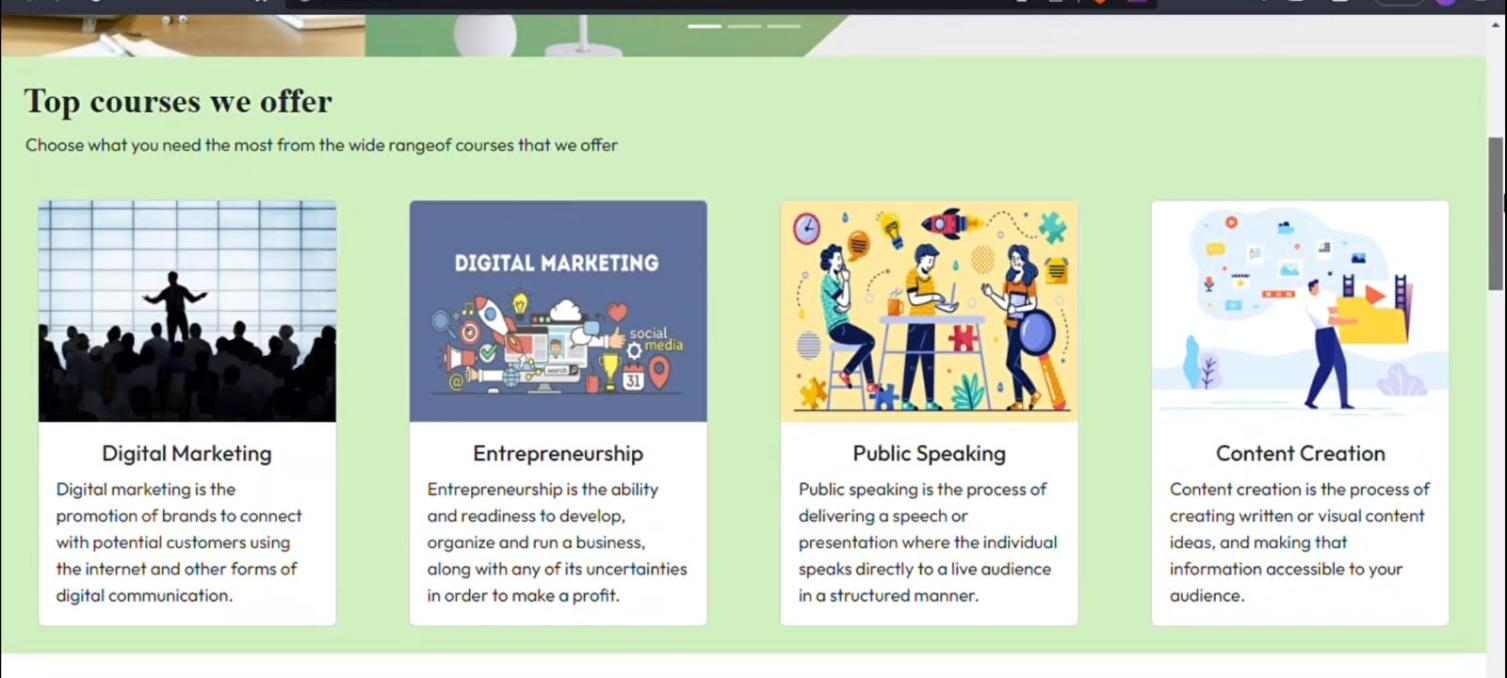 Top courses we offer
Choose what you need the most from the wide rangeof courses that we offer
DIGITAL MARKETING
social
media
search
@
31
Digital Marketing
Digital marketing is the
promotion of brands to connect
with potential customers using
the internet and other forms of
digital communication.
Entrepreneurship
Entrepreneurship is the ability
and readiness to develop,
organize and run a business,
along with any of its uncertainties
in order to make a profit.
Public Speaking
Public speaking is the process of
delivering a speech or
presentation where the individual
speaks directly to a live audience
in a structured manner.
Content Creation
Content creation is the process of
creating written or visual content
ideas, and making that
information accessible to your
audience.